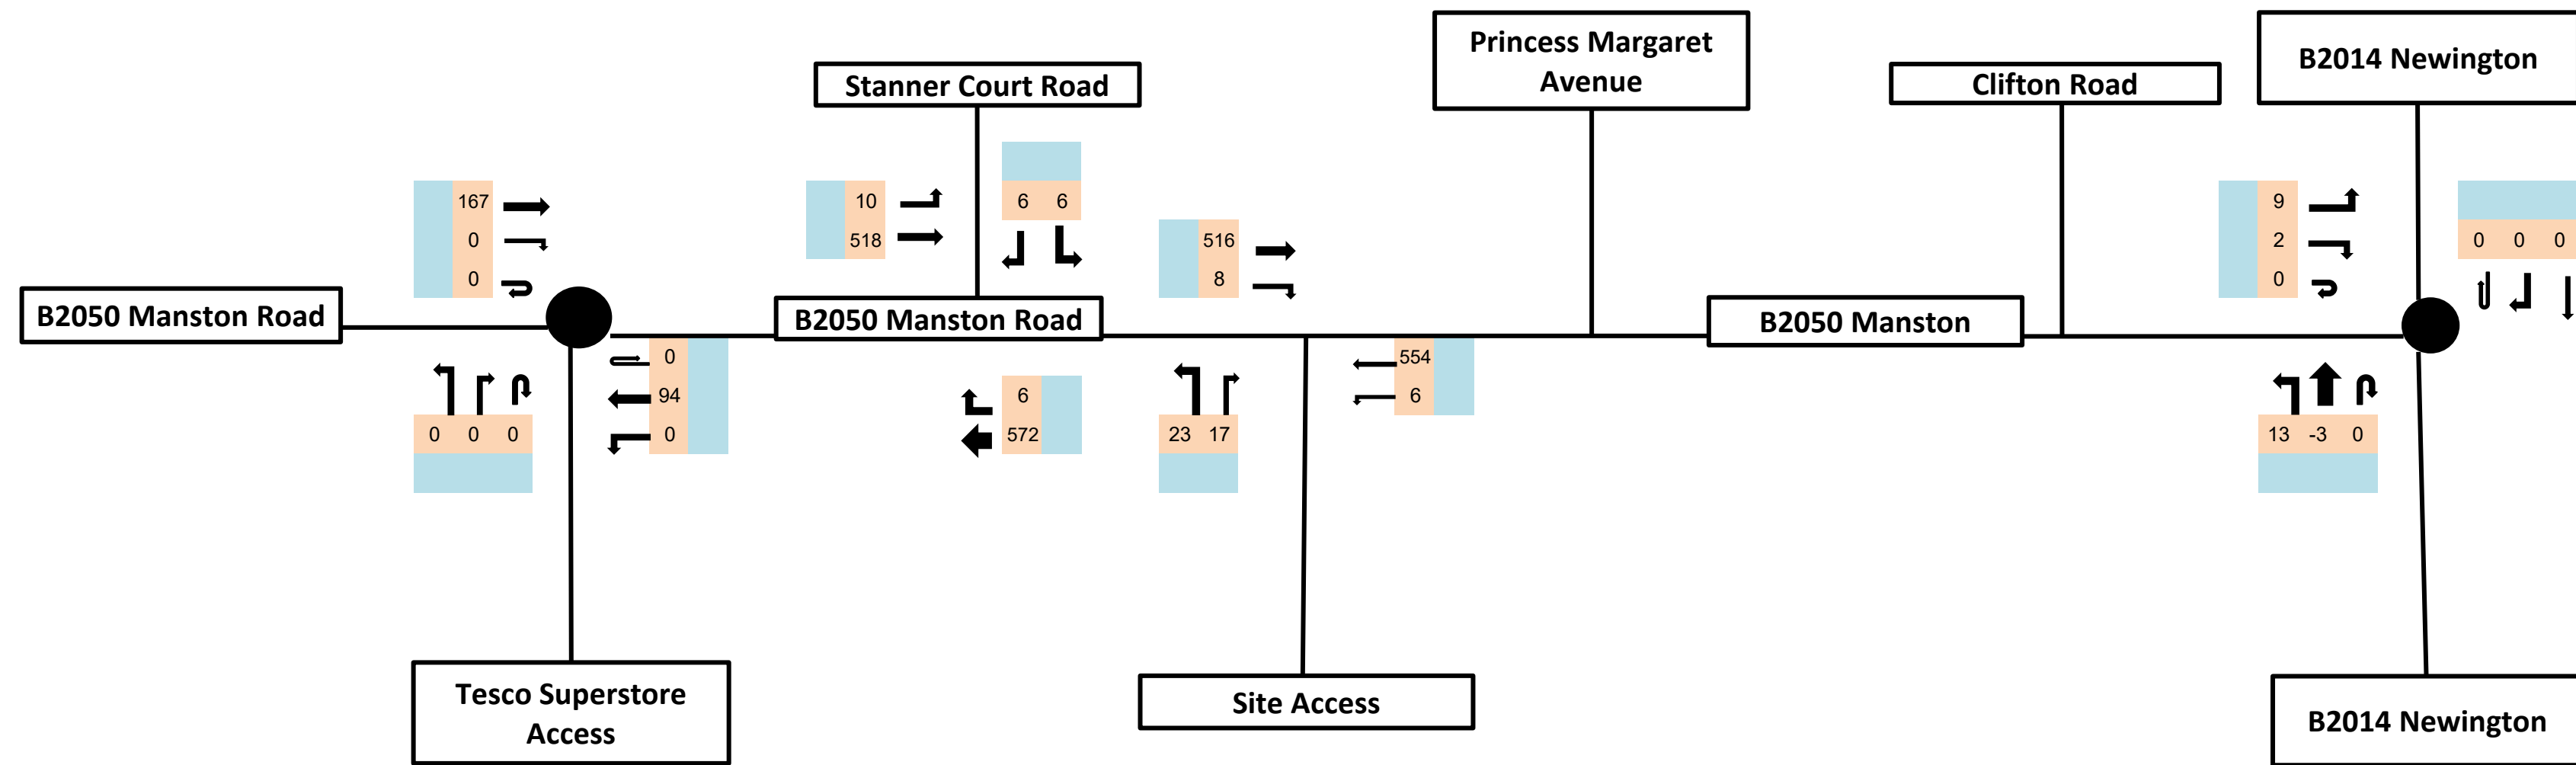 Princess Margaret
Avenue
B2014 Newington
Stanner Court Road
Clifton Road
167
0
0
10
518
6 6
516
8
9
2
0
0 0 0
B2050 Manston Road
B2050 Manston Road
B2050 Manston
0
94
0
0 0 0
6
572
23 17
554
6
13 -3 0
Tesco Superstore
Access
Site Access
B2014 Newington